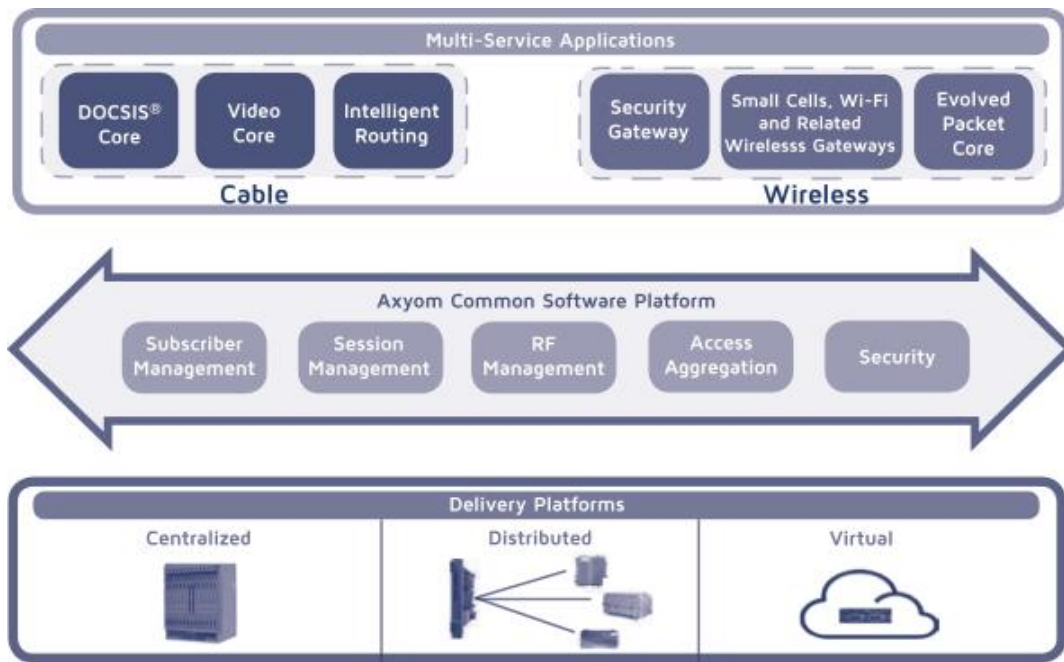 Multi-Service Applications
DOCSIS® Core
Video Core
Intelligent Routing
Security Gateway
Small Cells, Wi-Fi and Related Wirelesss Gateways
Evolved Packet Core
Cable
Wireless
Axyom Common Software Platform
Subscriber Management
Session Management
RF Management
Access Aggregation
Security
Delivery Platforms
Centralized
Distributed
Virtual